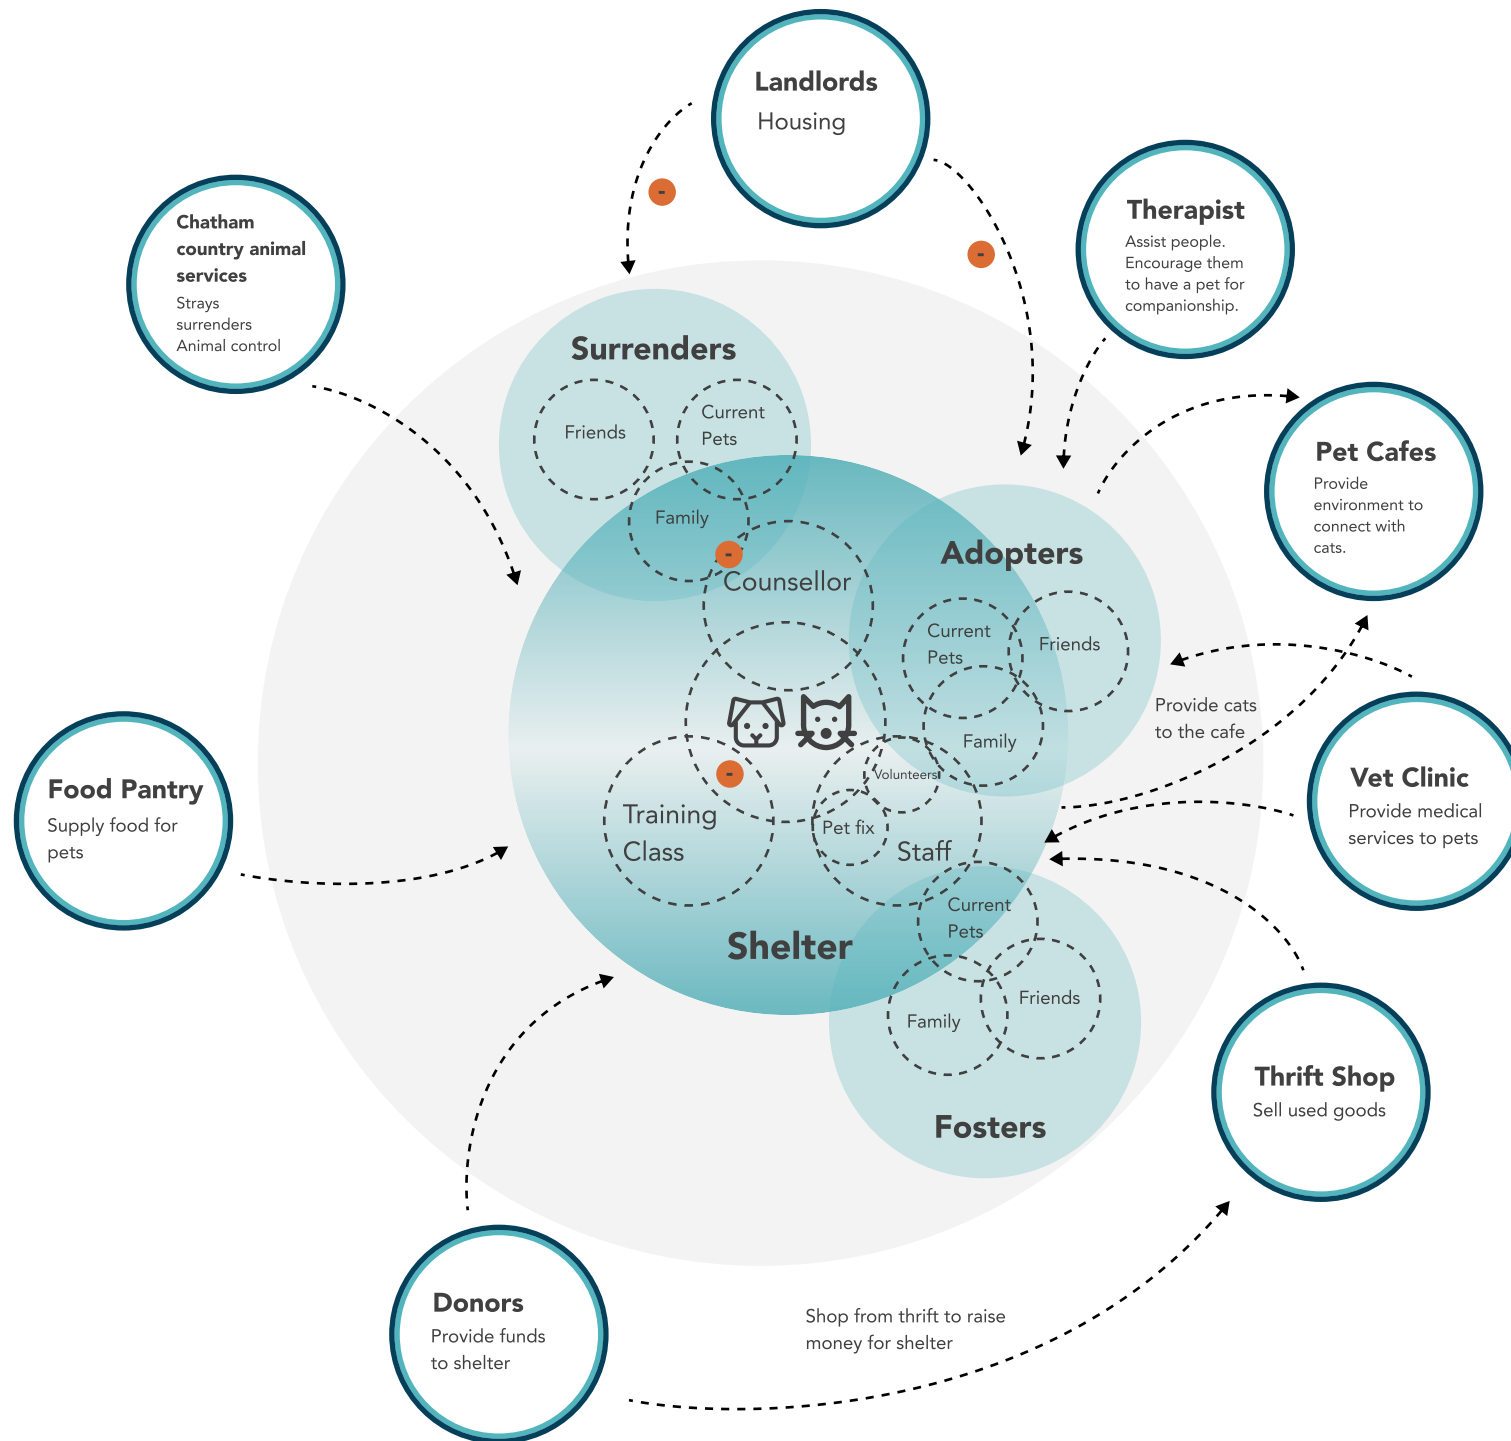 Landlords
Housing
-
-
Therapist
Assist people.
Encourage them
to have a pet for
companionship.
Chatham
country animal
services
Strays
surrenders
Animal control
Surrenders
Friends
Current
Pets
Family
-
Counsellor
Adopters
Current
Pets
Friends
Family
Pet Cafes
Provide
environment to
connect with
cats.
Provide cats
to the cafe
Vet Clinic
Provide medical
services to pets
Food Pantry
Supply food for
pets
-
Training
Class
Volunteers
Pet fix
Staff
Shelter
Current
Pets
Friends
Family
Fosters
Thrift Shop
Sell used goods
Donors
Provide funds
to shelter
Shop from thrift to raise
money for shelter